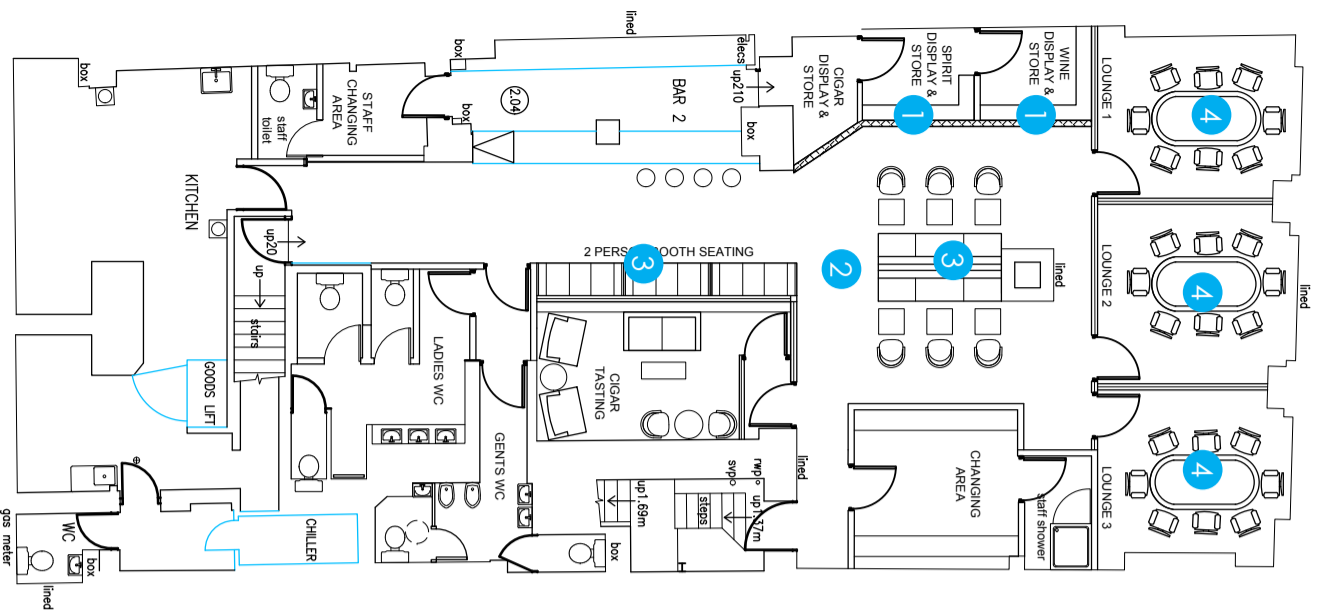 lined
box
box
elecs
up210
BAR 2
2.04
box
box
box
STAFF
CHANGING
AREA
staff
toilet
CIGAR
DISPLAY &
STORE
SPIRIT
DISPLAY &
STORE
1
WINE
DISPLAY &
STORE
1
LOUNGE 1
4
KITCHEN
up20
up
stairs
2 PERS
OOTH SEATING
3
2
3
lined
LOUNGE 2
4
lined
GOODS LIFT
LADIES WC
GENTS WC
CIGAR
TASTING
lined
rwp
svp
up1.69m
steps
up
.37m
box
CHANGING
AREA
staff shower
LOUNGE 3
4
CHILLER
WC
gas meter
box
lined